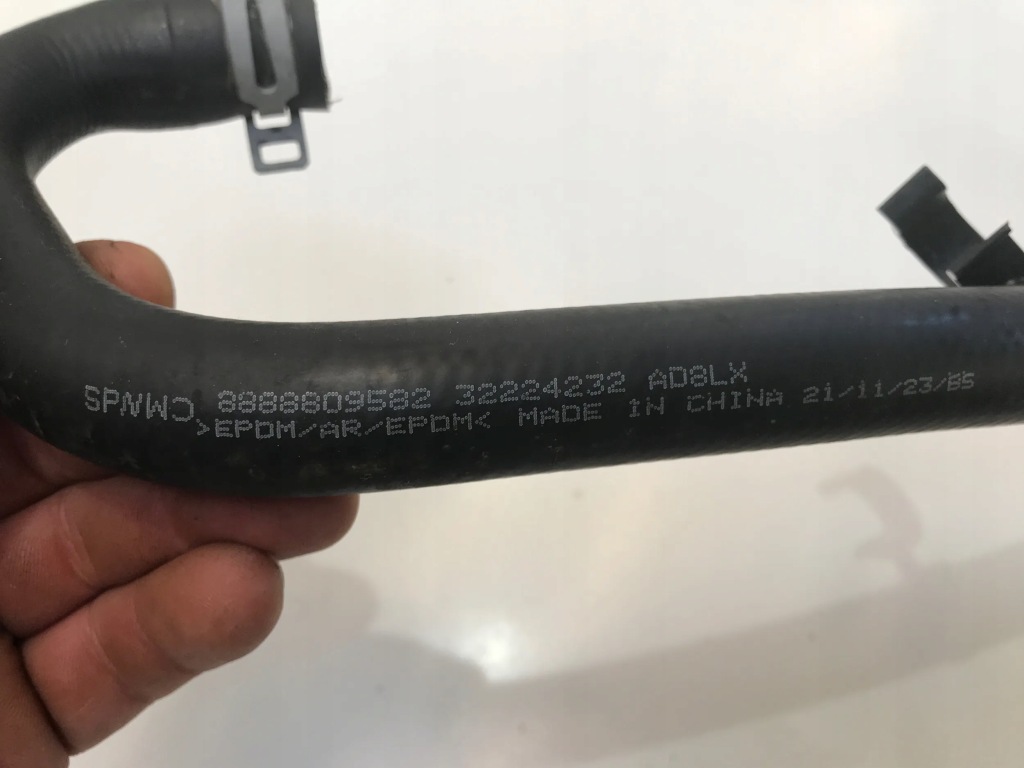 SPNWC 8888809582 32224232 AD8LX
>EPDM/AR/EPDM< MADE IN CHINA 21/11/23/B5